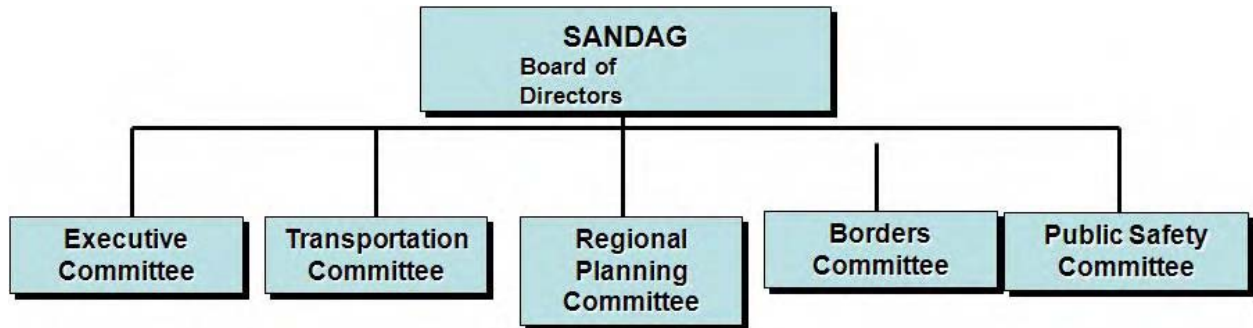 SANDAG
Board of
Directors
Executive
Committee
Transportation
Committee
Regional
Planning
Committee
Borders
Committee
Public Safety
Committee